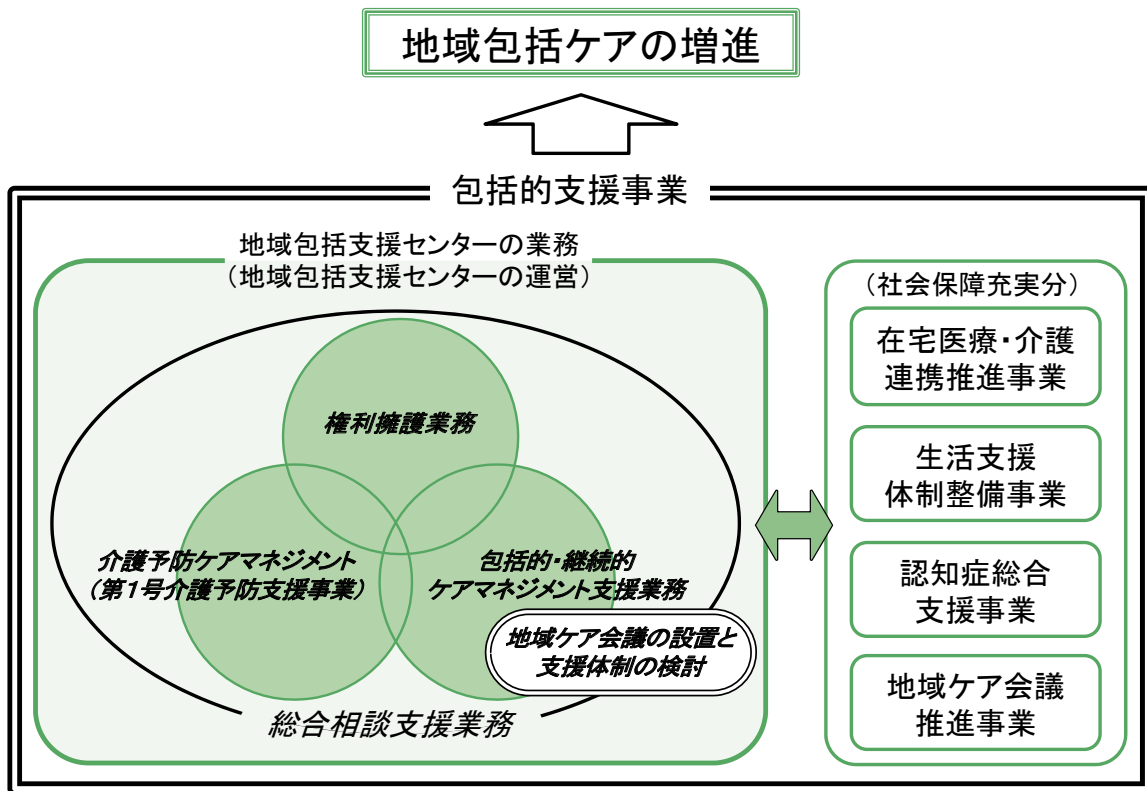 地域包括ケアの増進
包括的支援事業
地域包括支援センターの業務
（地域包括支援センターの運営）
権利擁護業務
介護予防ケアマネジメント
（第１号介護予防支援事業）
包括的・継続的
ケアマネジメント支援業務
地域ケア会議の設置と
支援体制の検討
総合相談支援業務
（社会保障充実分）
在宅医療・介護
連携推進事業
生活支援
体制整備事業
認知症総合
支援事業
地域ケア会議
推進事業